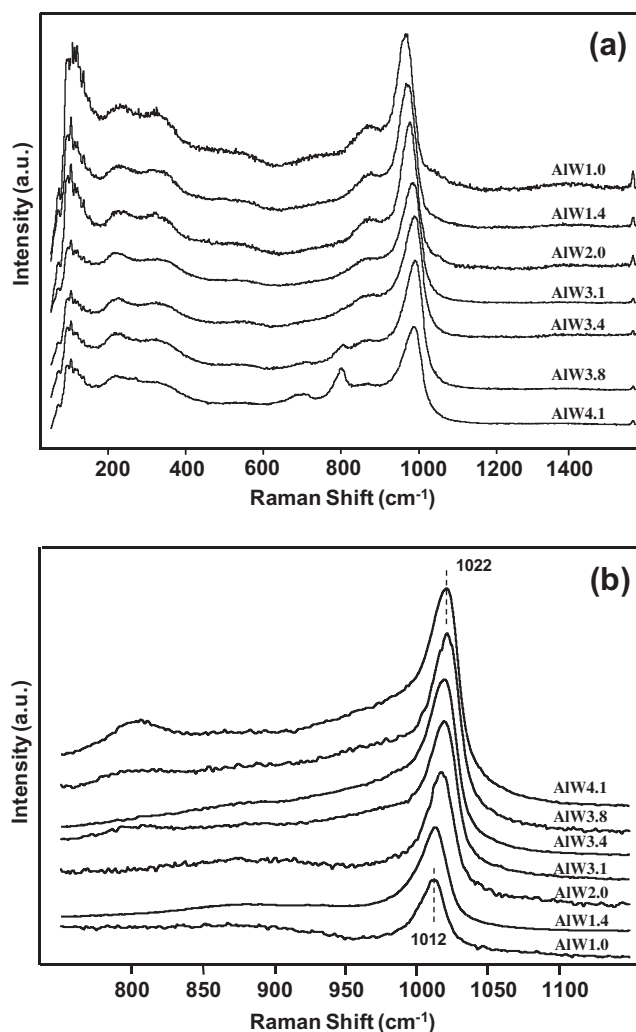 (a)
Intensity (a.u.)
AlW1.0
AlW1.4
AlW2.0
AlW3.1
AlW3.4
AlW3.8
AlW4.1
200 400 600 800 1000 1200 1400
Raman Shift (cm-1)
(b)
1022
Intensity (a.u.)
AlW4.1
AlW3.8
AlW3.4
AlW3.1
AlW2.0
AlW1.4
AlW1.0
1012
800 850 900 950 1000 1050 1100
Raman Shift (cm-1)